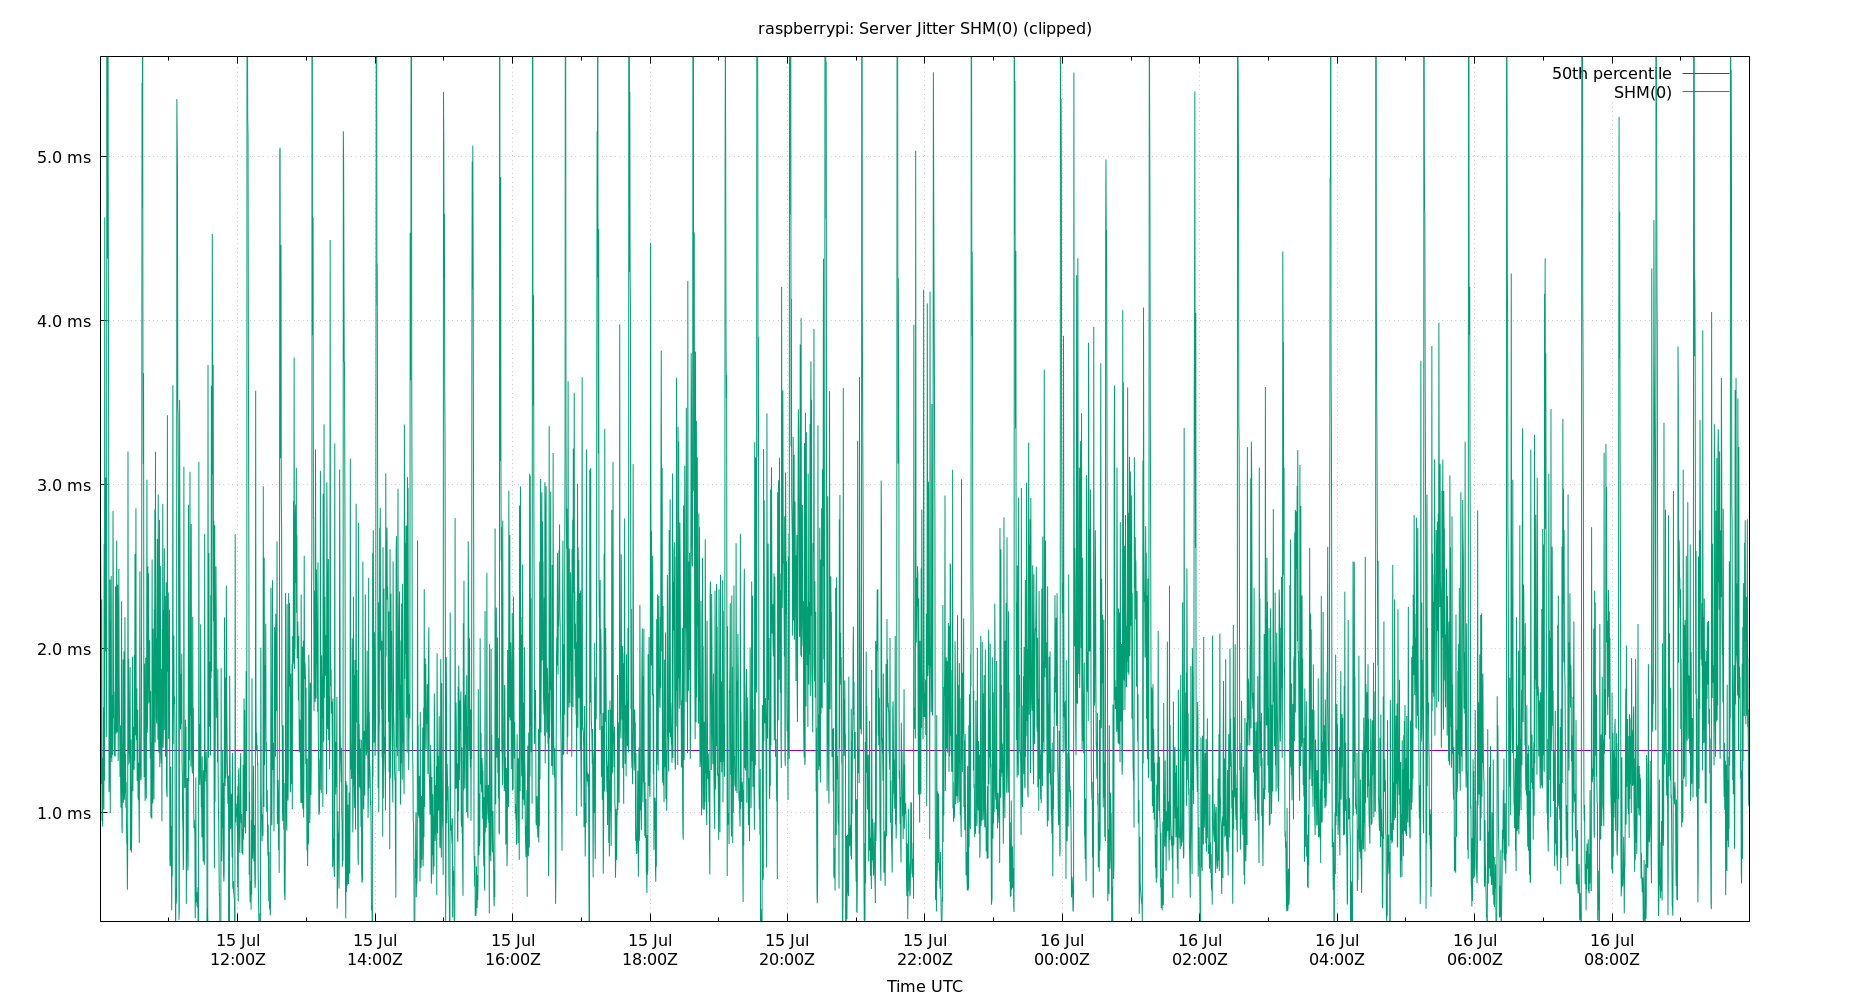 raspberrypi: Server Jitter SHM(0) (clipped)
50th percentile
SHM(0)
5.0 ms
4.0 ms
3.0 ms
2.0 ms
1.0 ms
15 Jul 15 Jul 15 Jul 15 Jul 15 Jul 15 Jul 16 Jul 16 Jul 16 Jul 16 Jul 16 Jul
12:00Z 14:00Z 16:00Z 18:00Z 20:00Z 22:00Z 00:00Z 02:00Z 04:00Z 06:00Z 08:00Z
Time UTC